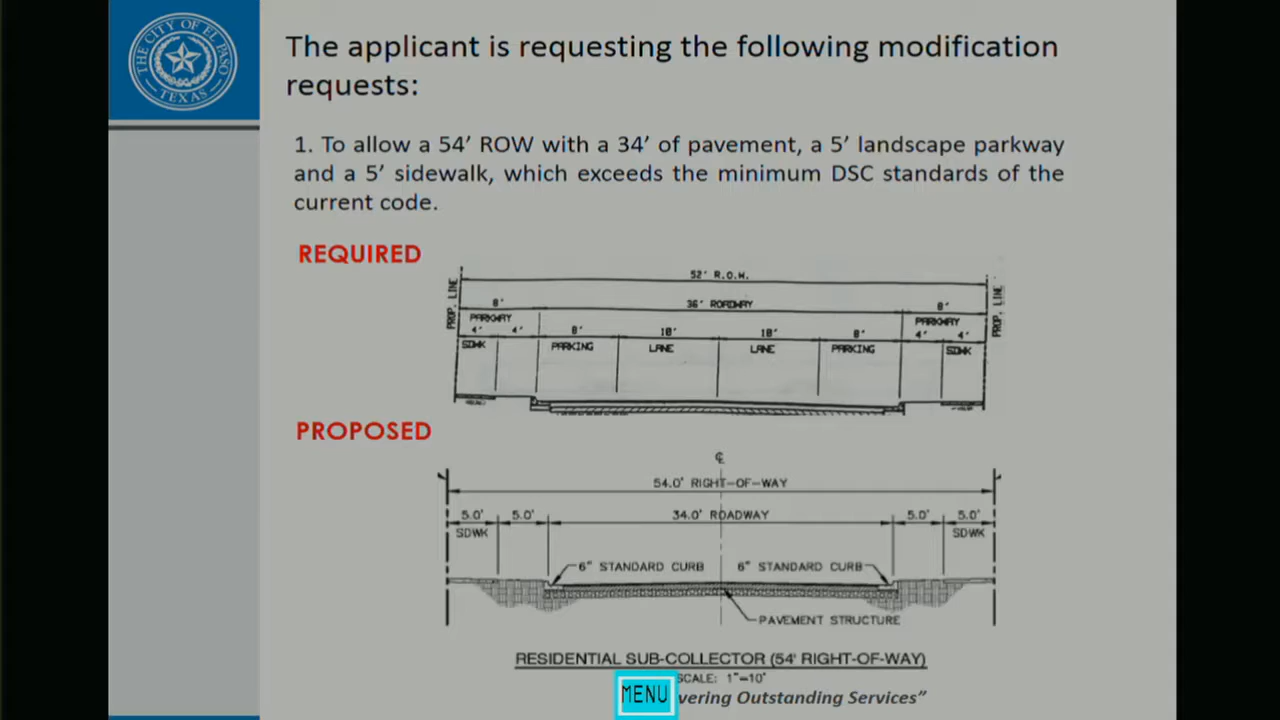 THE CITY OF EL PASO
TEXAS
The applicant is requesting the following modification
requests:
1. To allow a 54’ ROW with a 34’ of pavement, a 5’ landscape parkway
and a 5’ sidewalk, which exceeds the minimum DSC standards of the
current code.
REQUIRED
52' R.O.W.
PROP. LINE
8' 36' ROADWAY 8'
PROP. LINE
PARKWAY PARKWAY
4' 4' 8' 10' 10' 8' 4' 4'
SDWK PARKING LANE LANE PARKING SDWK
PROPOSED
℄
54.0' RIGHT-OF-WAY
5.0' 5.0' 34.0' ROADWAY 5.0' 5.0'
SDWK SDWK
6" STANDARD CURB 6" STANDARD CURB
PAVEMENT STRUCTURE
RESIDENTIAL SUB-COLLECTOR (54' RIGHT-OF-WAY)
SCALE: 1"=10'
MENU vering Outstanding Services”